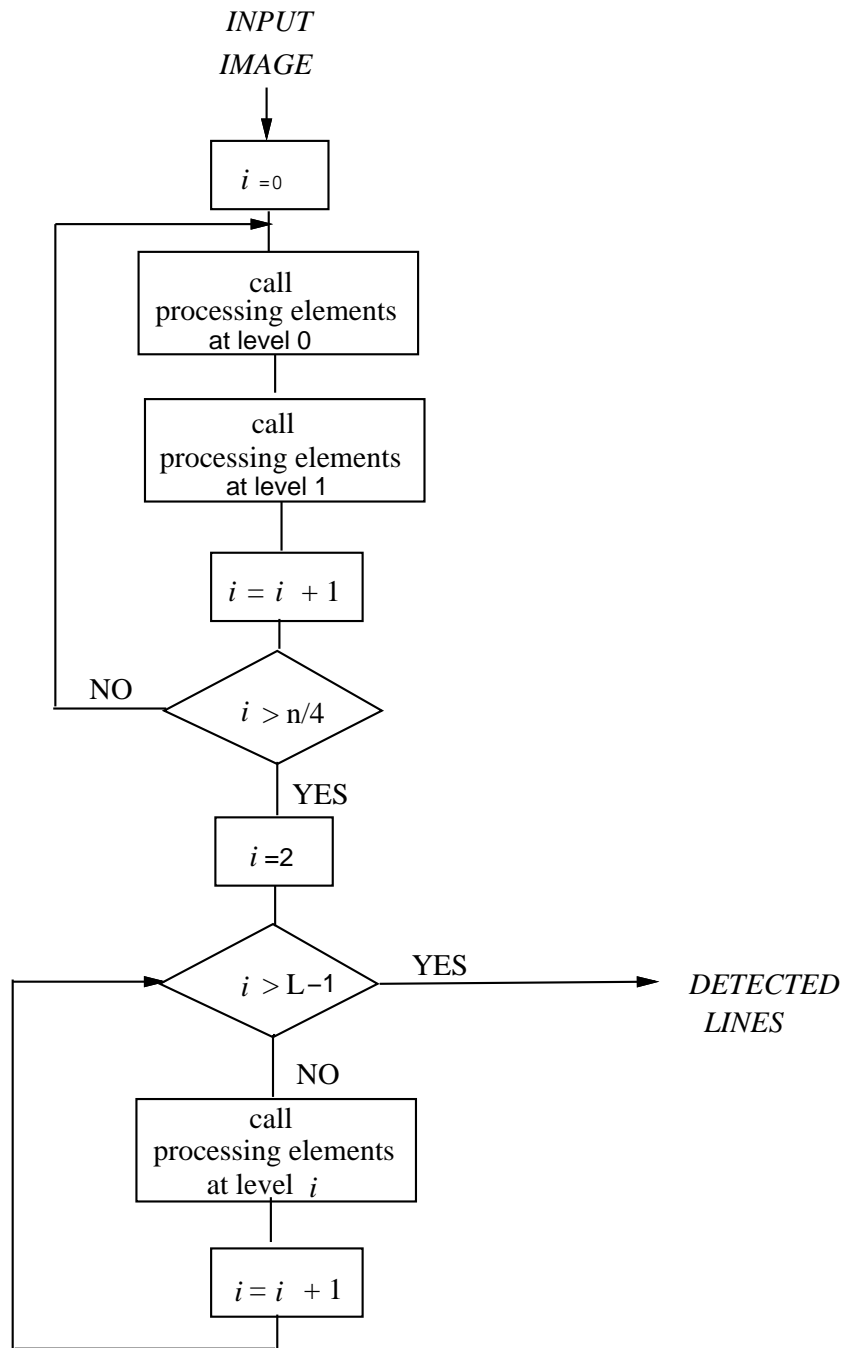 INPUT
IMAGE
i =0
call
processing elements
at level 0
call
processing elements
at level 1
i = i + 1
NO
i > n/4
YES
i =2
i > L−1
YES
DETECTED
LINES
NO
call
processing elements
at level i
i = i + 1